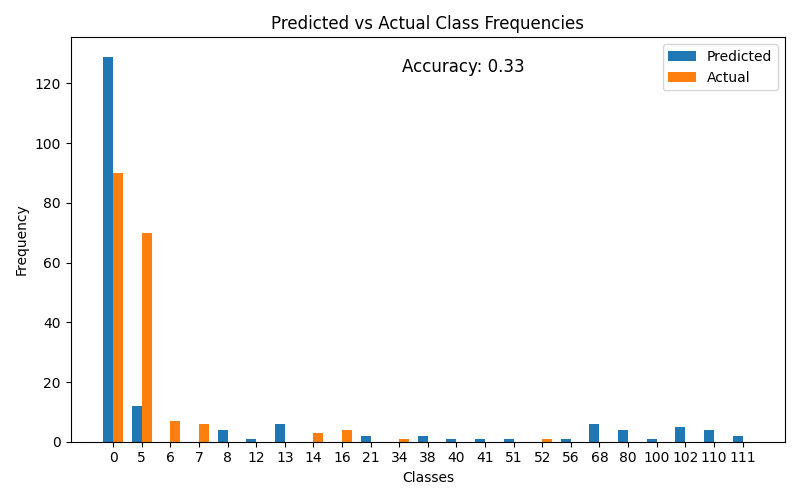 Predicted vs Actual Class Frequencies
Accuracy: 0.33
Predicted
Actual
Frequency
120
100
80
60
40
20
0
0 5 6 7 8 12 13 14 16 21 34 38 40 41 51 52 56 68 80 100 102 110 111
Classes